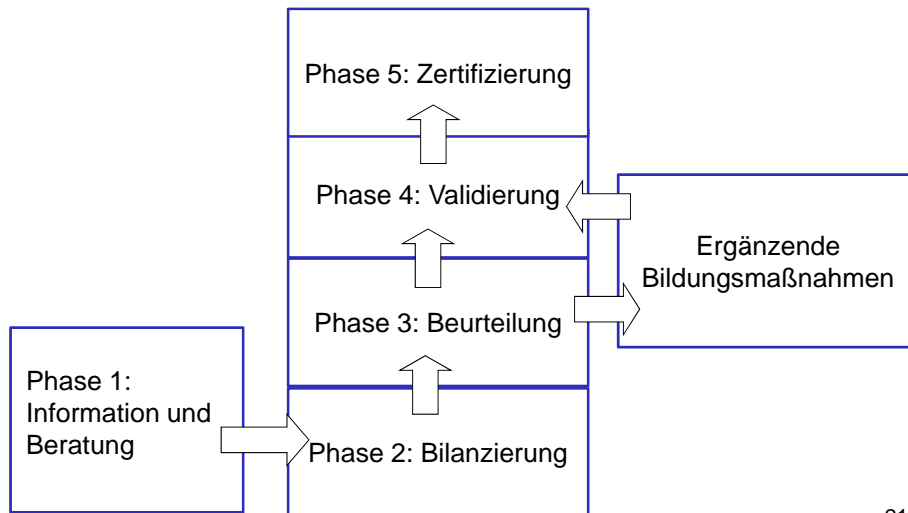 Phase 5: Zertifizierung
Phase 4: Validierung
Ergänzende
Bildungsmaßnahmen
Phase 3: Beurteilung
Phase 1:
Information und
Beratung
Phase 2: Bilanzierung
21